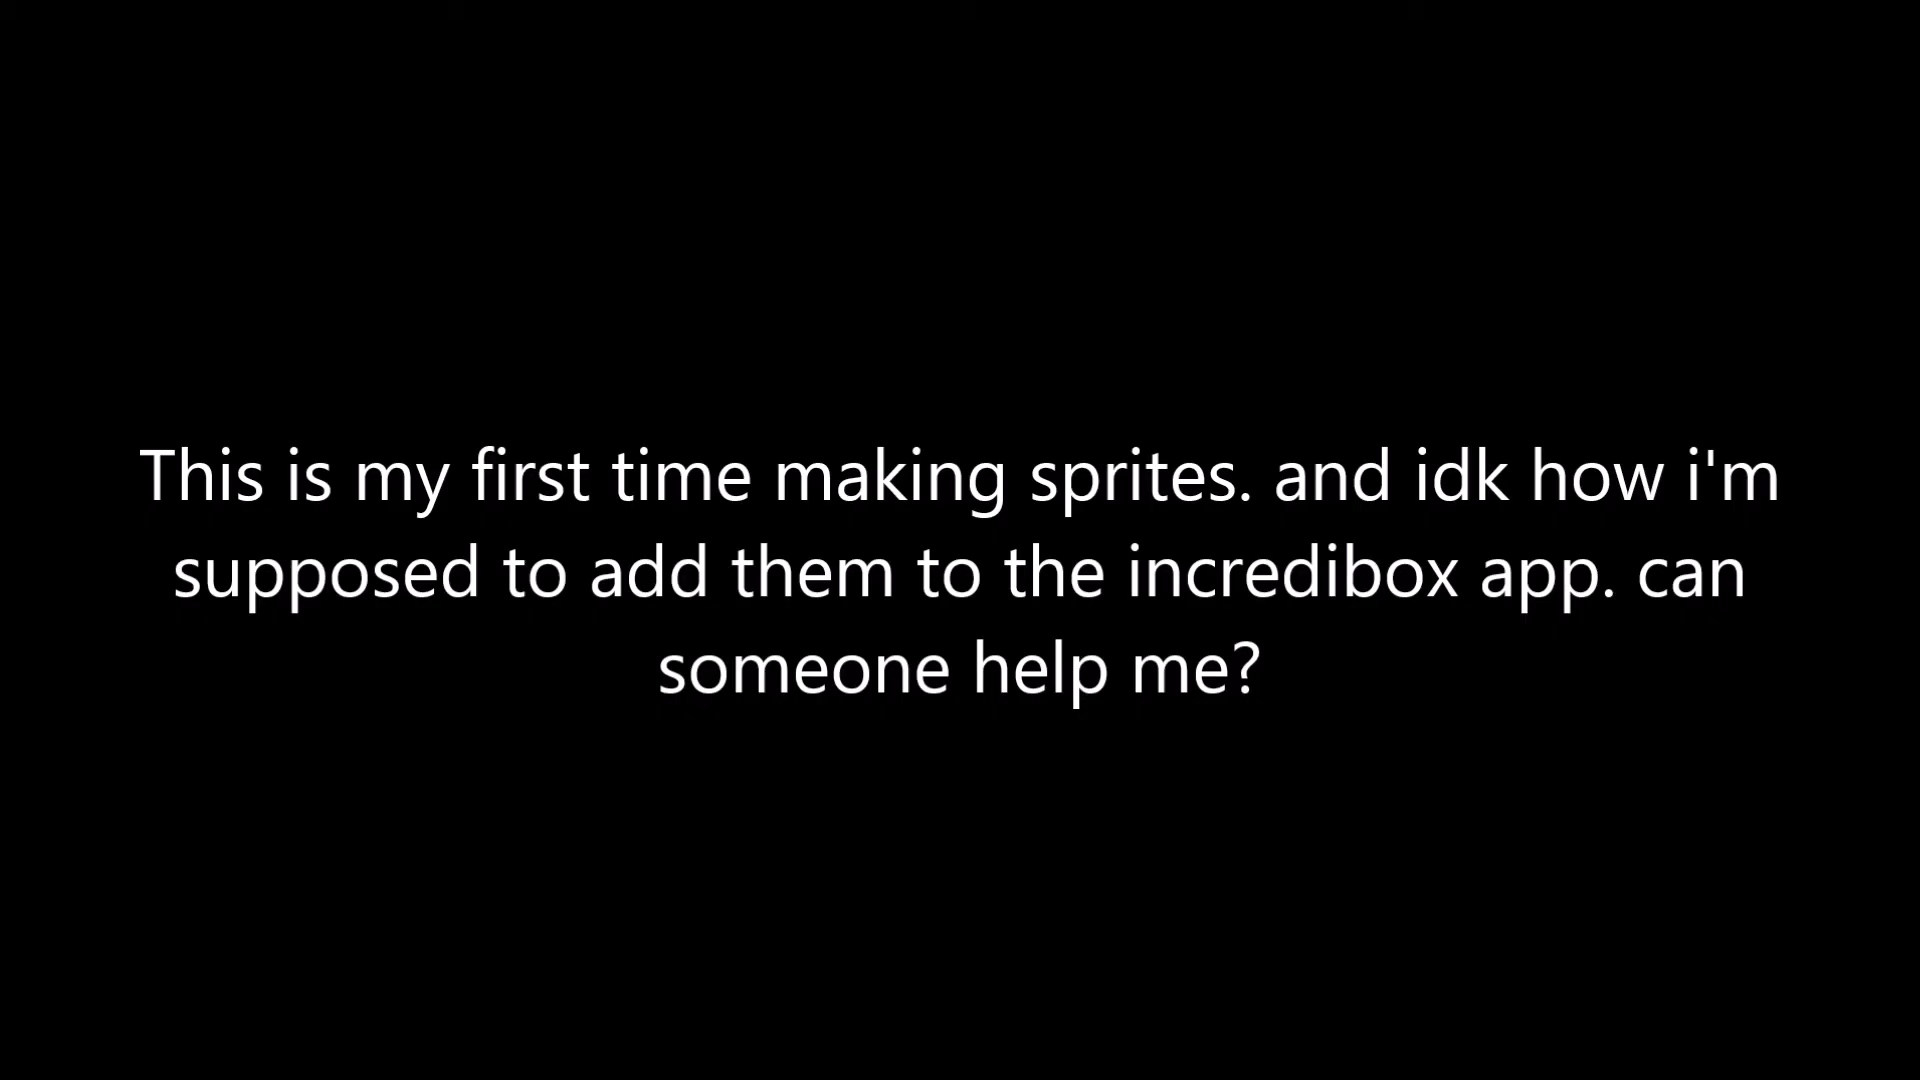 This is my first time making sprites. and idk how i'm
supposed to add them to the incredibox app. can
someone help me?